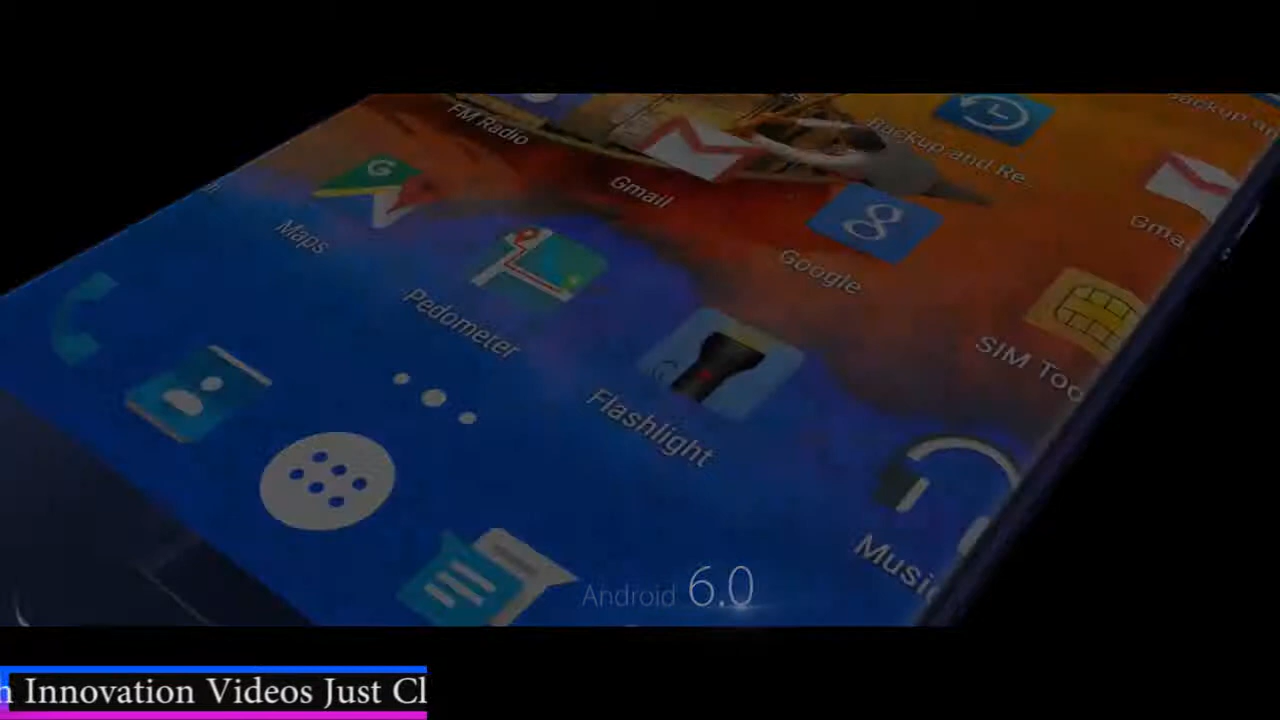 FM Radio
Backup and Re...
Gmail
Maps
Google
Pedometer
SIM Too
Flashlight
Music
Android 6.0
Innovation Videos Just Cl